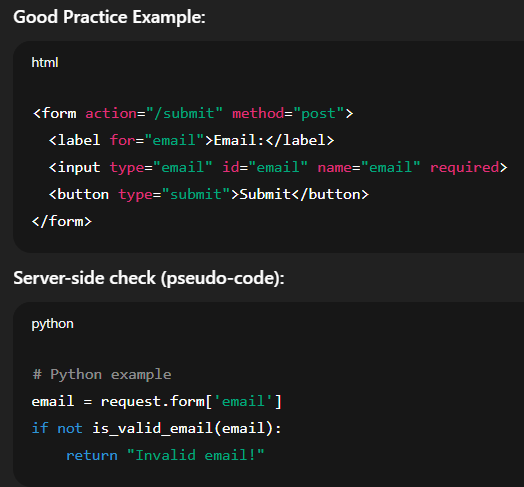 Good Practice Example:
html
<form action="/submit" method="post">
  <label for="email">Email:</label>
  <input type="email" id="email" name="email" required>
  <button type="submit">Submit</button>
</form>
Server-side check (pseudo-code):
python
# Python example
email = request.form['email']
if not is_valid_email(email):
    return "Invalid email!"